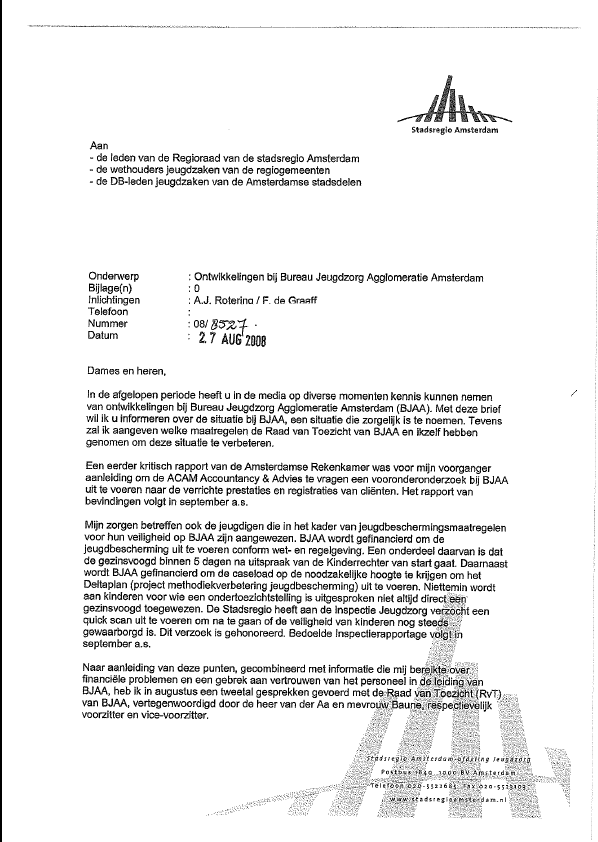 Stadsregio Amsterdam
Aan
- de leden van de Regioraad van de stadsregio Amsterdam
- de wethouders jeugdzaken van de regiogemeenten
- de DB-leden jeugdzaken van de Amsterdamse stadsdelen
Onderwerp : Ontwikkelingen bij Bureau Jeugdzorg Agglomeratie Amsterdam
Bijlage(n) : 0
Inlichtingen : A.J. Rotering / F. de Graaff
Telefoon :
Nummer : 08/8527.
Datum : 27 AUG 2008
Dames en heren,
In de afgelopen periode heeft u in de media op diverse momenten kennis kunnen nemen
van ontwikkelingen bij Bureau Jeugdzorg Agglomeratie Amsterdam (BJAA). Met deze brief
wil ik u informeren over de situatie bij BJAA, een situatie die zorgelijk is te noemen. Tevens
zal ik aangeven welke maatregelen de Raad van Toezicht van BJAA en ikzelf hebben
genomen om deze situatie te verbeteren.
Een eerder kritisch rapport van de Amsterdamse Rekenkamer was voor mijn voorganger
aanleiding om de ACAM Accountancy & Advies te vragen een vooronderonderzoek bij BJAA
uit te voeren naar de verrichte prestaties en registraties van cliënten. Het rapport van
bevindingen volgt in september a.s.
Mijn zorgen betreffen ook de jeugdigen die in het kader van jeugdbeschermingsmaatregelen
voor hun veiligheid op BJAA zijn aangewezen. BJAA wordt gefinancierd om de
jeugdbescherming uit te voeren conform wet- en regelgeving. Een onderdeel daarvan is dat
de gezinsvoogd binnen 5 dagen na uitspraak van de Kinderrechter van start gaat. Daarnaast
wordt BJAA gefinancierd om de caseload op de noodzakelijke hoogte te krijgen om het
Deltaplan (project methodiekverbetering jeugdbescherming) uit te voeren. Niettemin wordt
aan kinderen voor wie een ondertoezichtstelling is uitgesproken niet altijd direct een
gezinsvoogd toegewezen. De Stadsregio heeft aan de Inspectie Jeugdzorg verzocht een
quick scan uit te voeren om na te gaan of de veiligheid van kinderen nog steeds
gewaarborgd is. Dit verzoek is gehonoreerd. Bedoelde Inspectierapportage volgt in
september a.s.
Naar aanleiding van deze punten, gecombineerd met informatie die mij bereikte over
financiële problemen en een gebrek aan vertrouwen van het personeel in de leiding van
BJAA, heb ik in augustus een tweetal gesprekken gevoerd met de Raad van Toezicht (RvT)
van BJAA, vertegenwoordigd door de heer van der Aa en mevrouw Baune, respectievelijk
voorzitter en vice-voorzitter.
Stadsregio Amsterdam-afdeling Jeugdzorg
Postbus 1840 1000 BV Amsterdam
Telefoon Fax
www.stadsregioamsterdam.nl